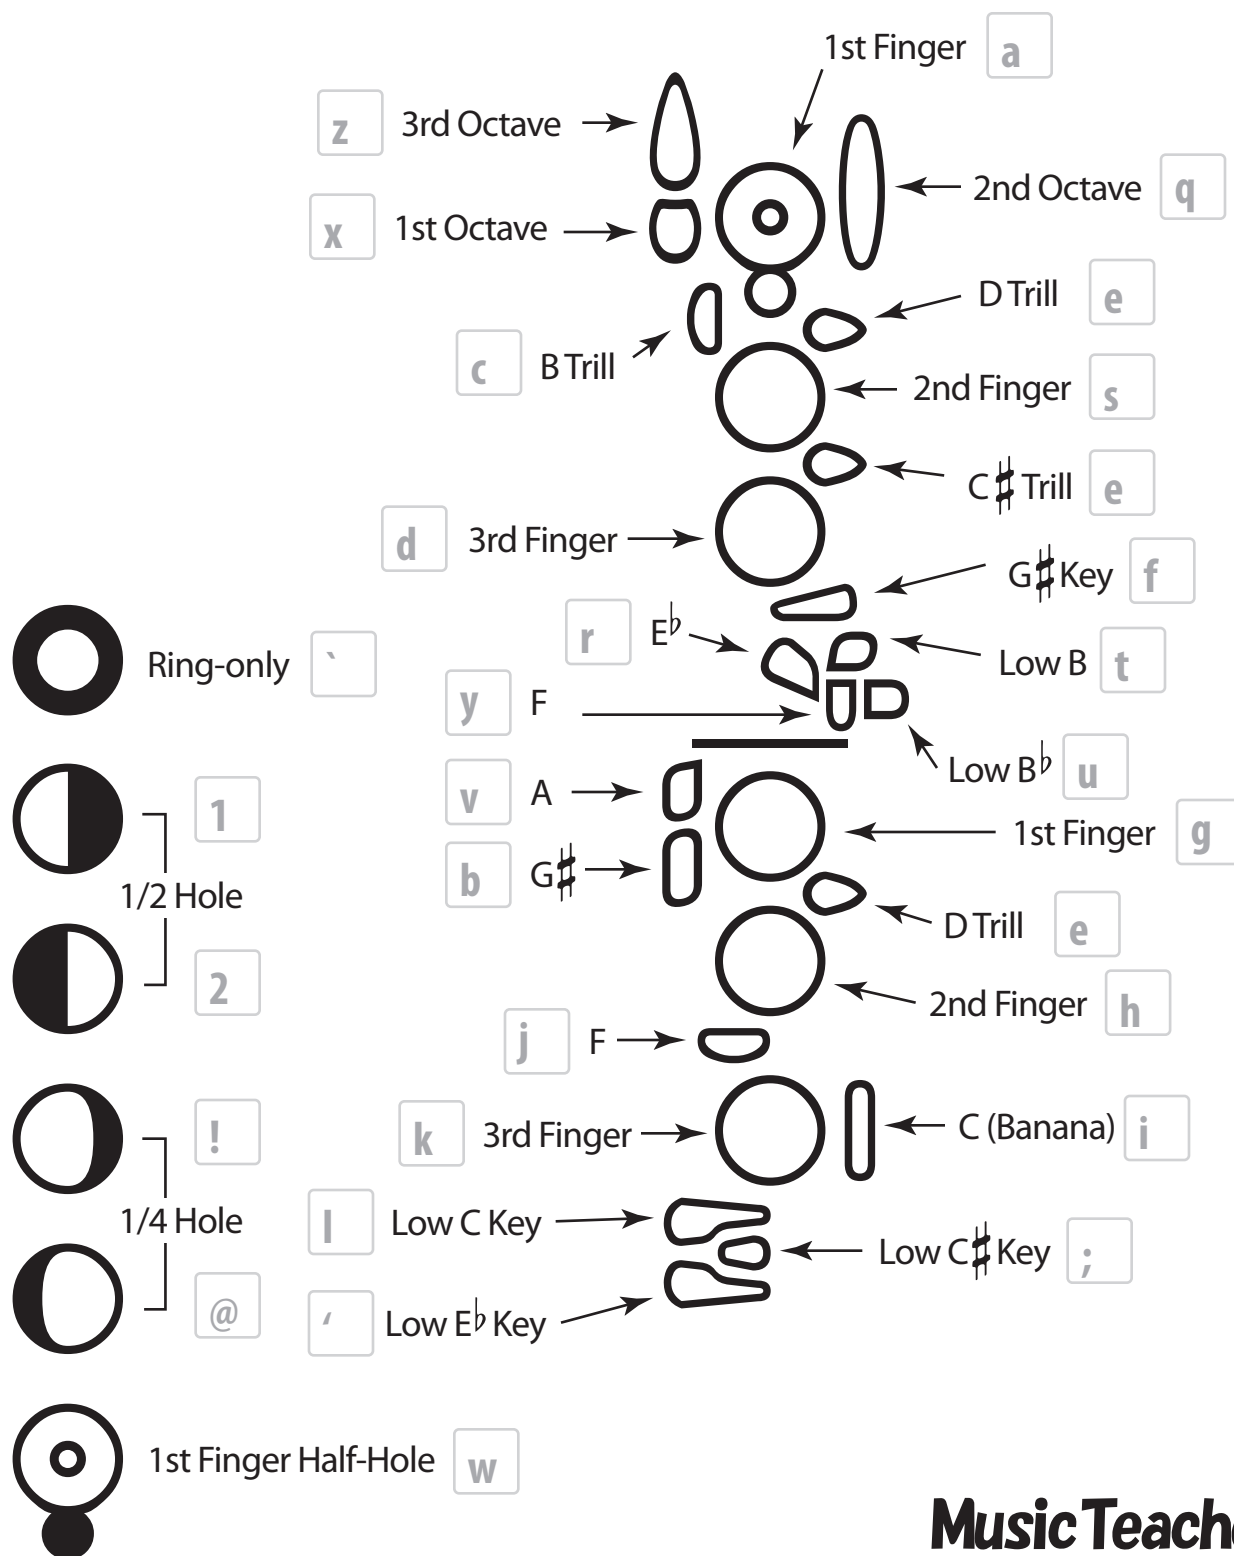 1st Finger a
z 3rd Octave
2nd Octave q
x 1st Octave
D Trill e
c B Trill
2nd Finger s
C♯ Trill e
d 3rd Finger
G♯ Key f
r E♭
Ring-only `
Low B t
y F
Low B♭ u
v A
1
1st Finger g
b G♯
1/2 Hole
D Trill e
2
2nd Finger h
j F
!
k 3rd Finger
C (Banana) i
1/4 Hole
l Low C Key
Low C♯ Key ;
@
‘ Low E♭ Key
1st Finger Half-Hole w
Music Teach